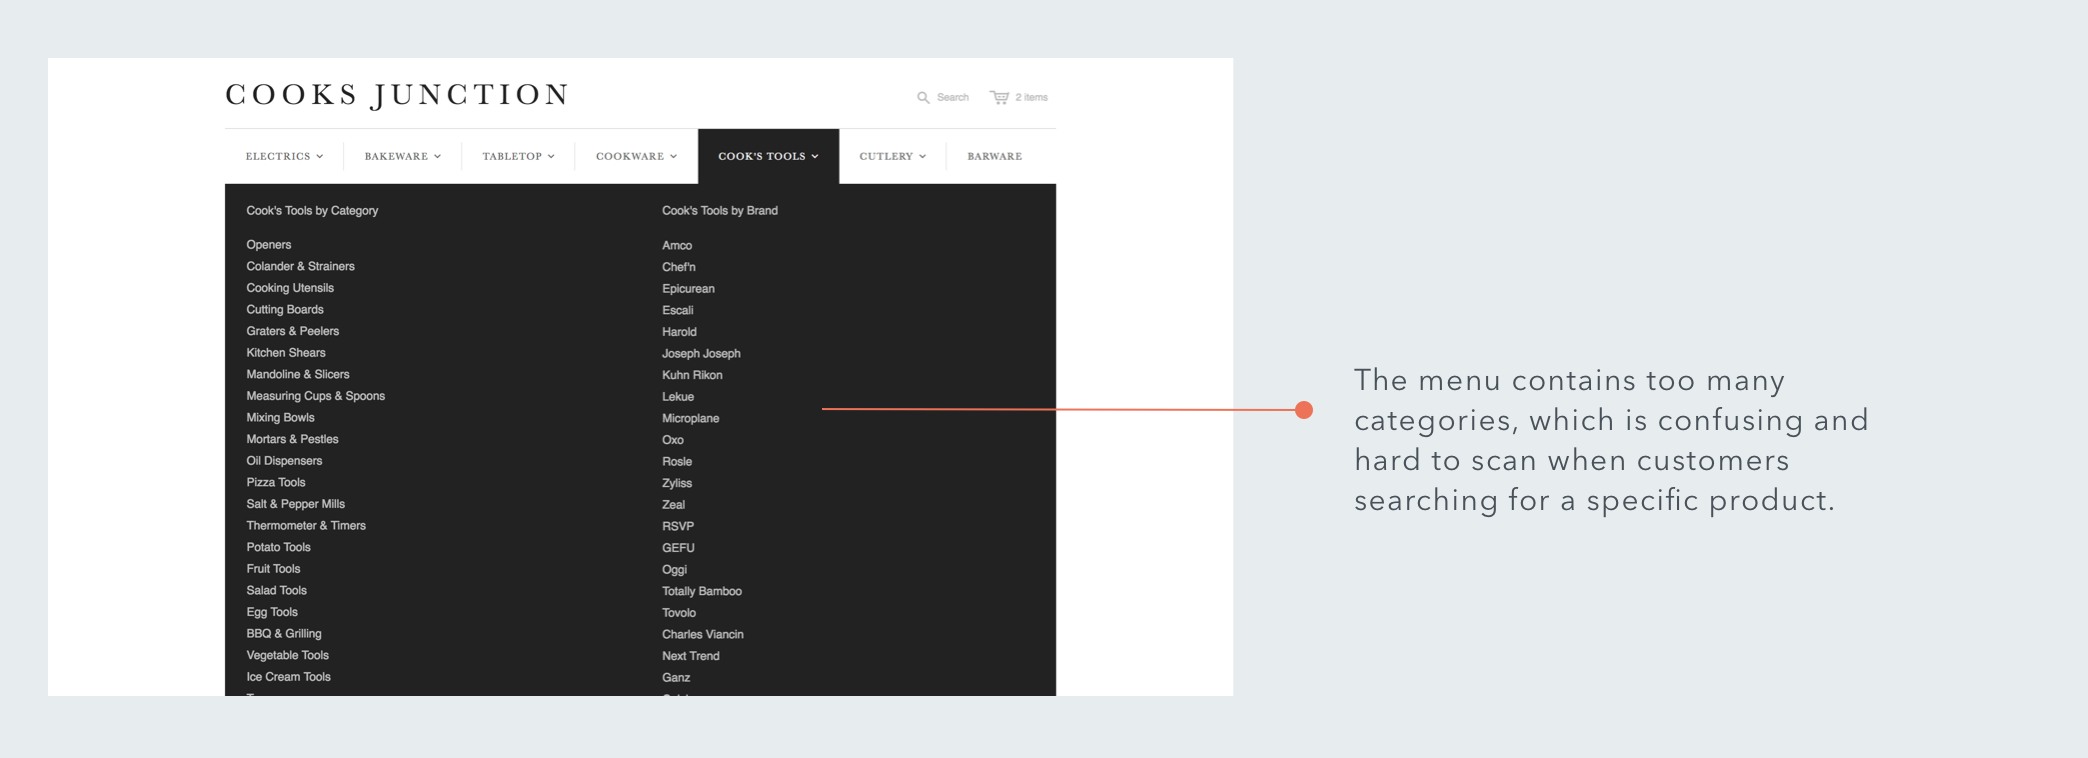 COOKS JUNCTION
Search
2 items
ELECTRICS
BAKEWARE
TABLETOP
COOKWARE
COOK'S TOOLS
CUTLERY
BARWARE
Cook's Tools by Category
Openers
Colander & Strainers
Cooking Utensils
Cutting Boards
Graters & Peelers
Kitchen Shears
Mandoline & Slicers
Measuring Cups & Spoons
Mixing Bowls
Mortars & Pestles
Oil Dispensers
Pizza Tools
Salt & Pepper Mills
Thermometer & Timers
Potato Tools
Fruit Tools
Salad Tools
Egg Tools
BBQ & Grilling
Vegetable Tools
Ice Cream Tools
Cook's Tools by Brand
Amco
Chef'n
Epicurean
Escali
Harold
Joseph Joseph
Kuhn Rikon
Lekue
Microplane
Oxo
Rosle
Zyliss
Zeal
RSVP
GEFU
Oggi
Totally Bamboo
Tovolo
Charles Viancin
Next Trend
Ganz
The menu contains too many
categories, which is confusing and
hard to scan when customers
searching for a specific product.